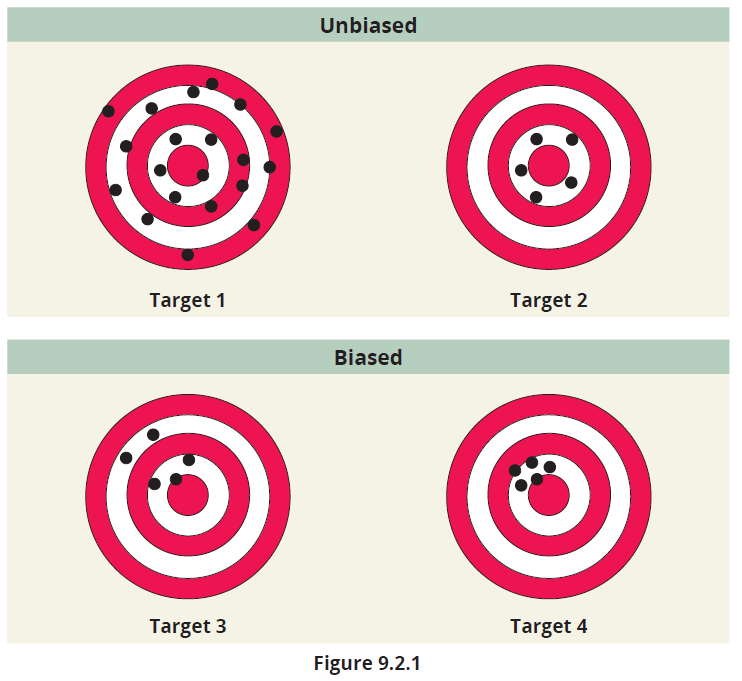 Unbiased
Target 1
Target 2
Biased
Target 3
Target 4
Figure 9.2.1